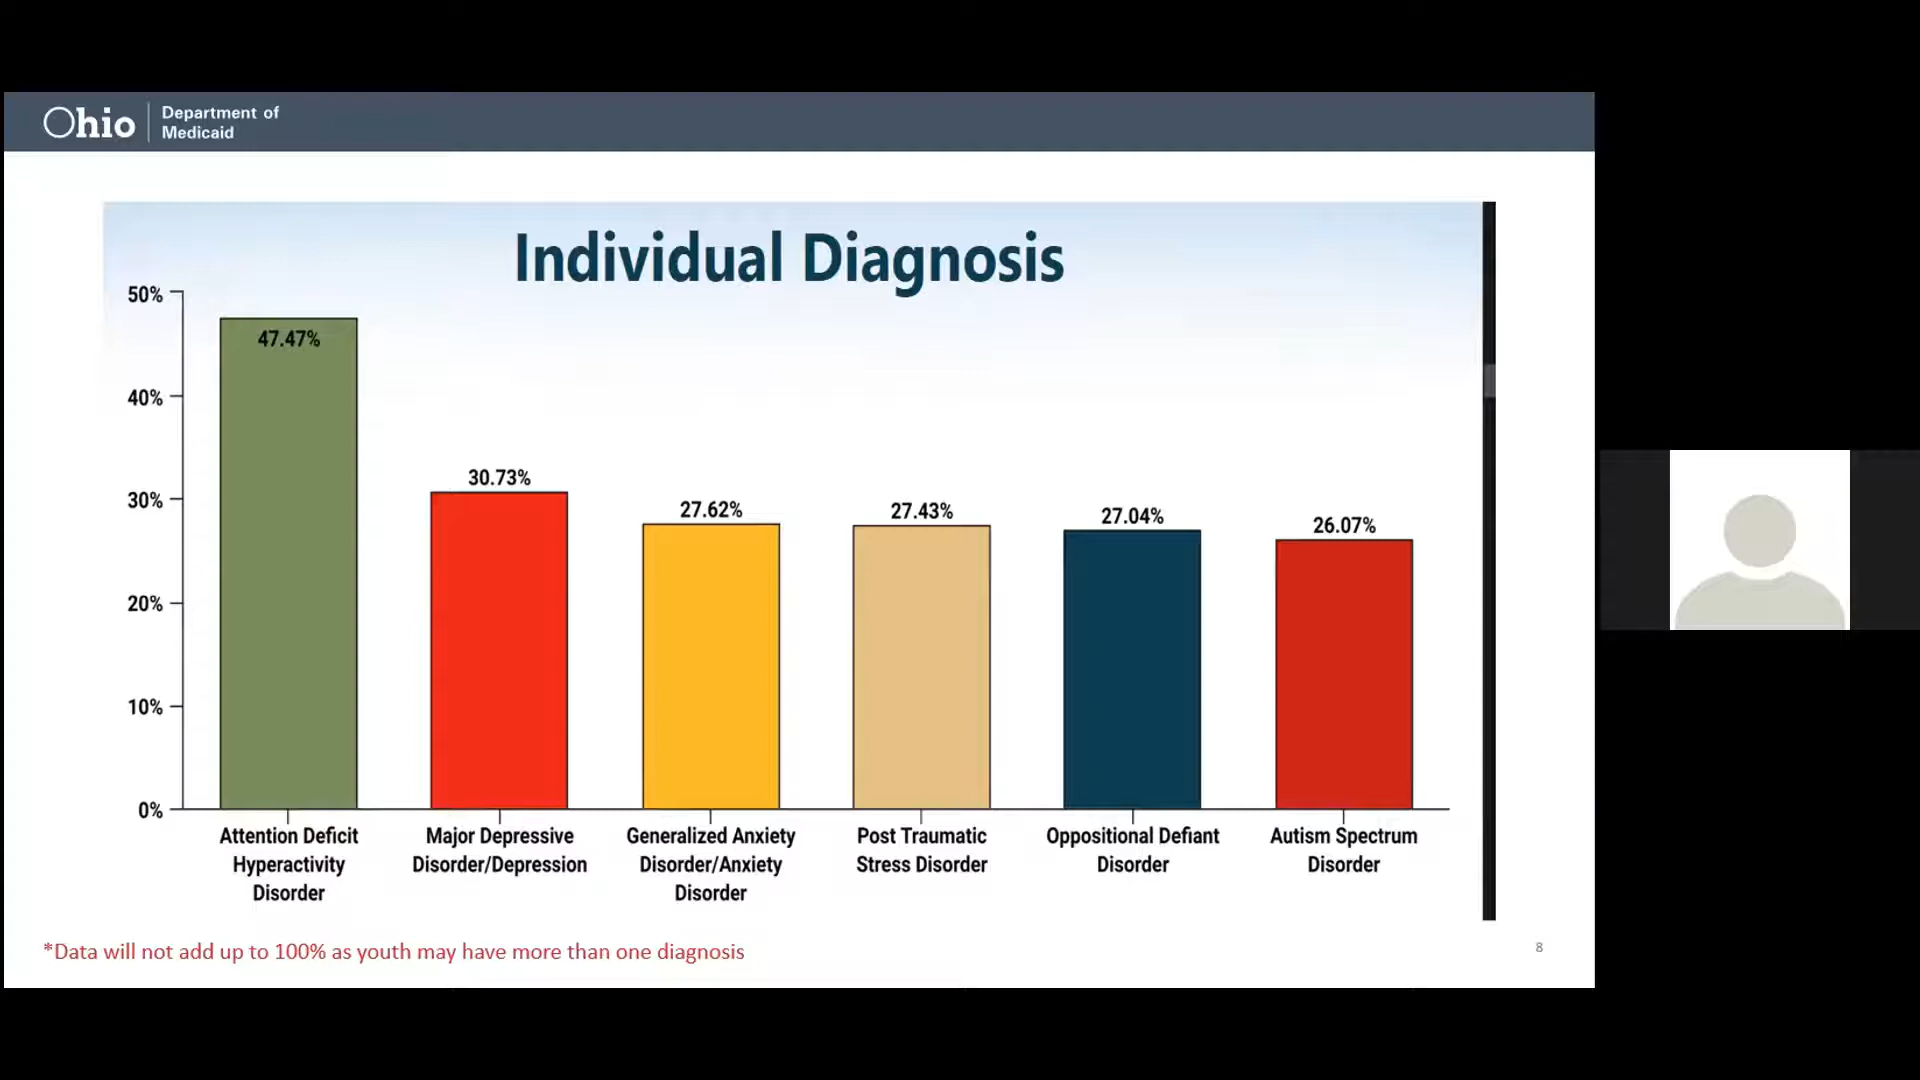 Ohio
Department of
Medicaid
Individual Diagnosis
50%
40%
30%
20%
10%
0%
47.47%
30.73%
27.62%
27.43%
27.04%
26.07%
Attention Deficit
Hyperactivity
Disorder
Major Depressive
Disorder/Depression
Generalized Anxiety
Disorder/Anxiety
Disorder
Post Traumatic
Stress Disorder
Oppositional Defiant
Disorder
Autism Spectrum
Disorder
*Data will not add up to 100% as youth may have more than one diagnosis
8